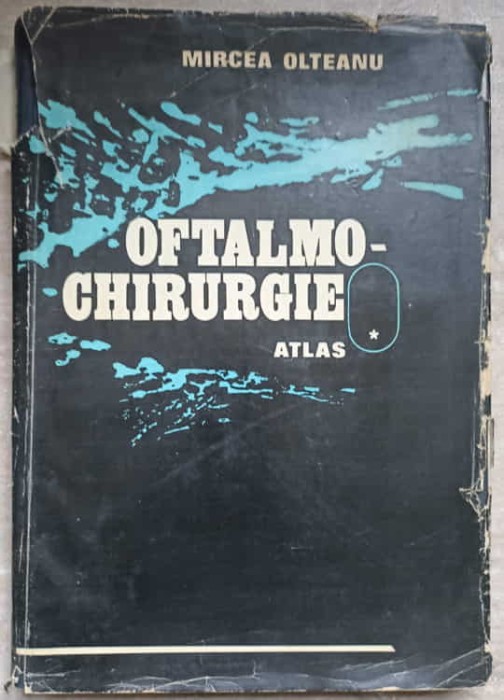 MIRCEA OLTEANU
OFTALMO-
CHIRURGIE
*
ATLAS